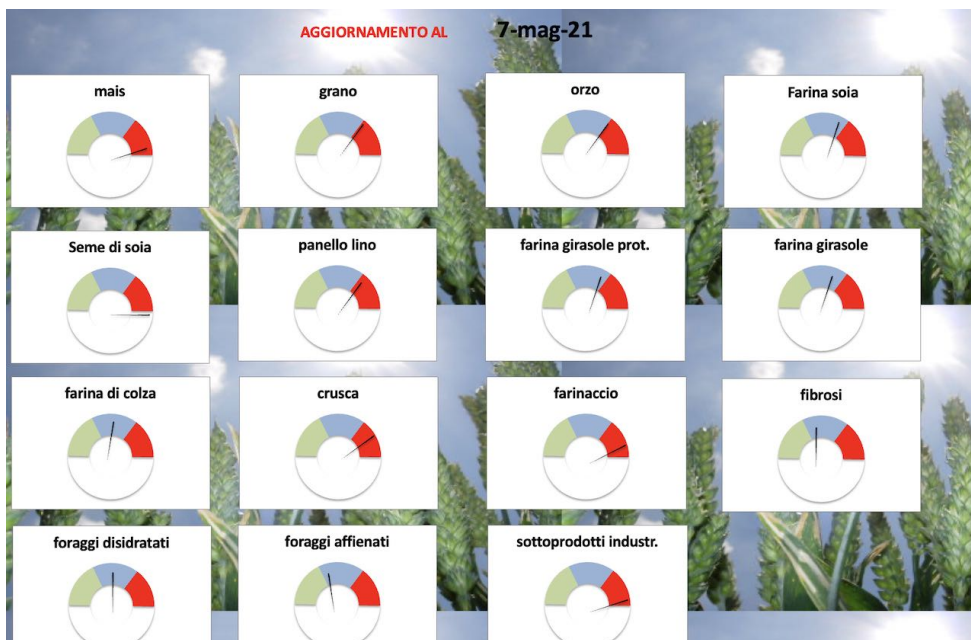 AGGIORNAMENTO AL 7-mag-21
mais
grano
orzo
Farina soia
Seme di soia
panello lino
farina girasole prot.
farina girasole
farina di colza
crusca
farinaccio
fibrosi
foraggi disidratati
foraggi affienati
sottoprodotti industr.